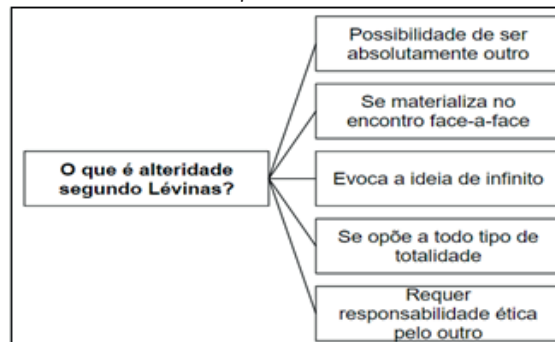 Possibilidade de ser
absolutamente outro
Se materializa no
encontro face-a-face
O que é alteridade
segundo Lévinas?
Evoca a ideia de infinito
Se opõe a todo tipo de
totalidade
Requer
responsabilidade ética
pelo outro